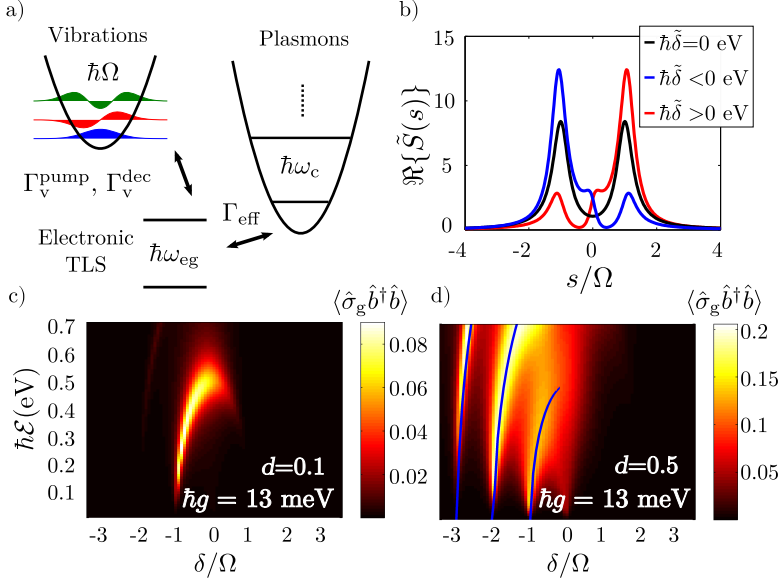 a)
Vibrations
ħΩ
Γ_v^pump, Γ_v^dec
Electronic
TLS
ħω_eg
Γ_eff
Plasmons
ħω_c
b)
ℜ{S̃(s)}
15
10
5
0
-4 -2 0 2 4
s/Ω
ħδ̃=0 eV
ħδ̃ <0 eV
ħδ̃ >0 eV
c)
⟨σ̂_g b̂†b̂⟩
ħℰ(eV)
0.7
0.6
0.5
0.4
0.3
0.2
0.1
d=0.1
ħg = 13 meV
-3 -2 -1 0 1 2 3
δ/Ω
0.08
0.06
0.04
0.02
d)
⟨σ̂_g b̂†b̂⟩
d=0.5
ħg = 13 meV
-3 -2 -1 0 1 2 3
δ/Ω
0.2
0.15
0.1
0.05